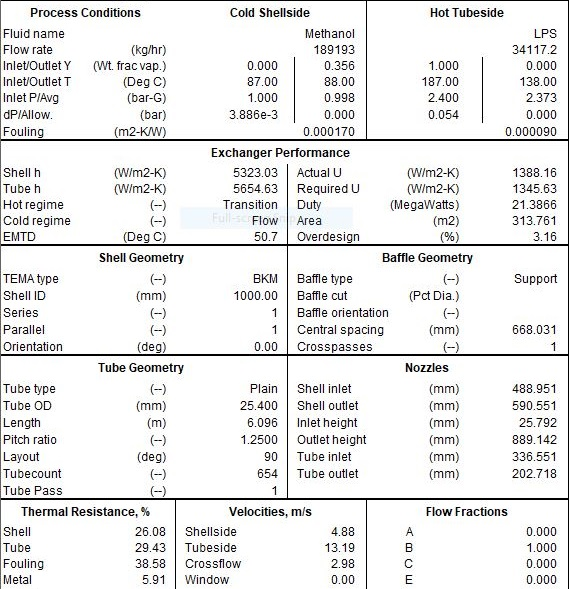 Process Conditions Cold Shellside Hot Tubeside
Fluid name Methanol LPS
Flow rate (kg/hr) 189193 34117.2
Inlet/Outlet Y (Wt. frac vap.) 0.000 0.356 1.000 0.000
Inlet/Outlet T (Deg C) 87.00 88.00 187.00 138.00
Inlet P/Avg (bar-G) 1.000 0.998 2.400 2.373
dP/Allow. (bar) 3.886e-3 0.000 0.054 0.000
Fouling (m2-K/W) 0.000170 0.000090
Exchanger Performance
Shell h (W/m2-K) 5323.03 Actual U (W/m2-K) 1388.16
Tube h (W/m2-K) 5654.63 Required U (W/m2-K) 1345.63
Hot regime (--) Transition Duty (MegaWatts) 21.3866
Cold regime (--) Flow Area (m2) 313.761
EMTD (Deg C) 50.7 Overdesign (%) 3.16
Shell Geometry Baffle Geometry
TEMA type (--) BKM Baffle type (--) Support
Shell ID (mm) 1000.00 Baffle cut (Pct Dia.)
Series (--) 1 Baffle orientation (--)
Parallel (--) 1 Central spacing (mm) 668.031
Orientation (deg) 0.00 Crosspasses (--) 1
Tube Geometry Nozzles
Tube type (--) Plain Shell inlet (mm) 488.951
Tube OD (mm) 25.400 Shell outlet (mm) 590.551
Length (m) 6.096 Inlet height (mm) 25.792
Pitch ratio (--) 1.2500 Outlet height (mm) 889.142
Layout (deg) 90 Tube inlet (mm) 336.551
Tubecount (--) 654 Tube outlet (mm) 202.718
Tube Pass (--) 1
Thermal Resistance, % Velocities, m/s Flow Fractions
Shell 26.08 Shellside 4.88 A 0.000
Tube 29.43 Tubeside 13.19 B 1.000
Fouling 38.58 Crossflow 2.98 C 0.000
Metal 5.91 Window 0.00 E 0.000